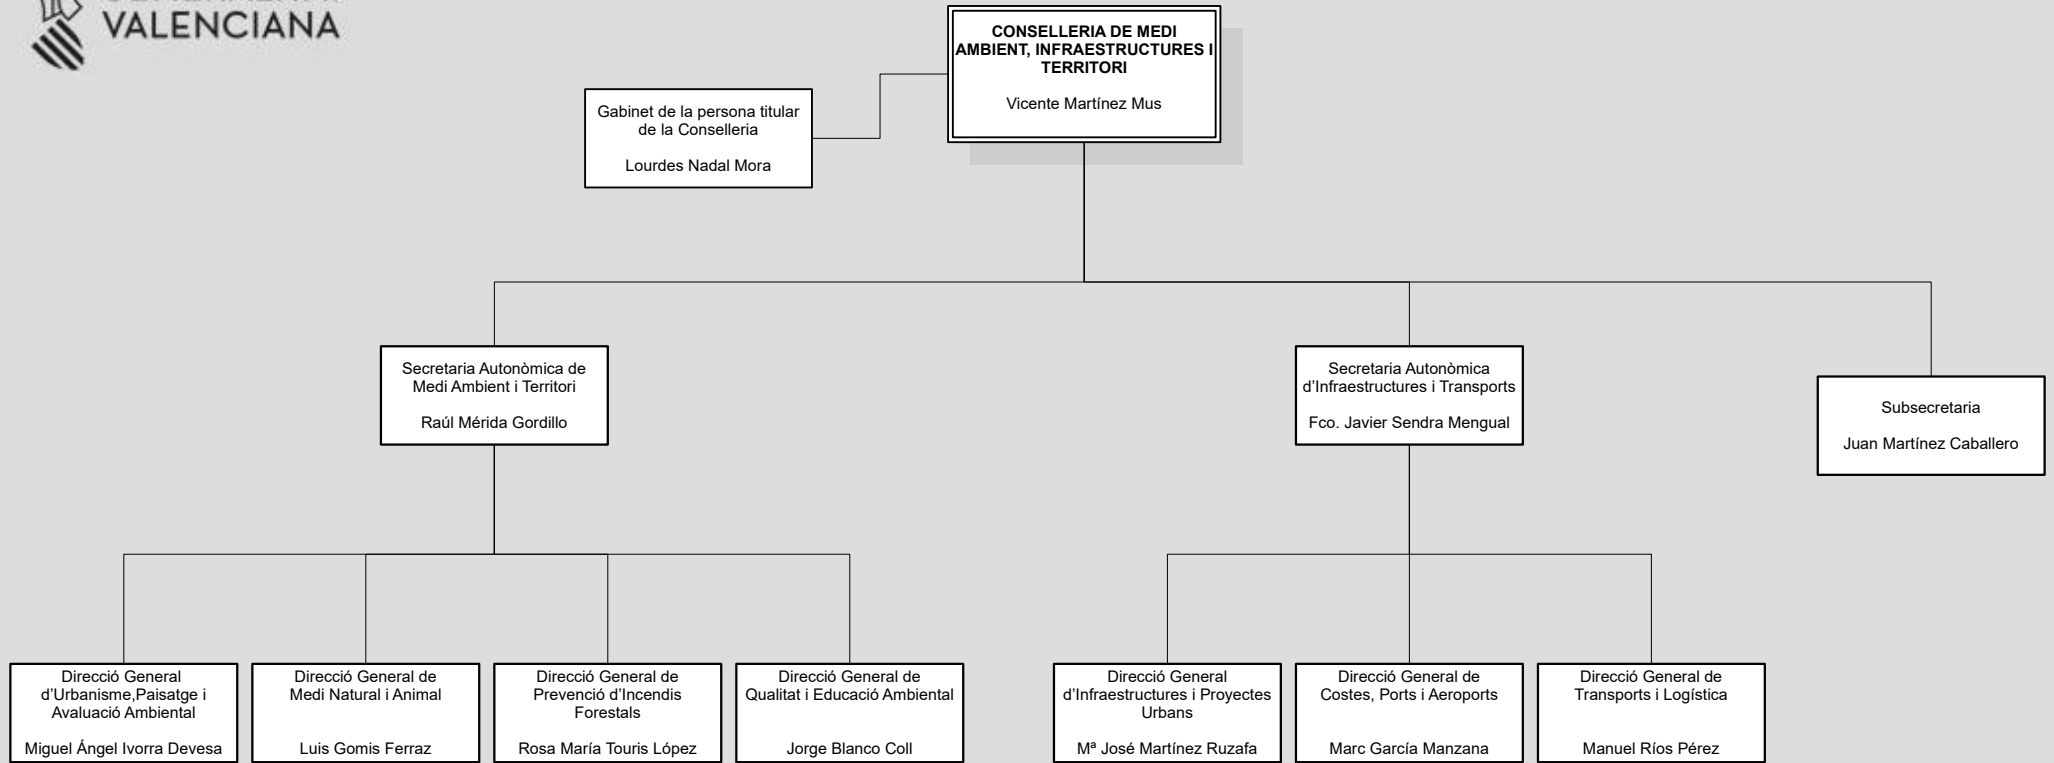 VALENCIANA
CONSELLERIA DE MEDI
AMBIENT, INFRAESTRUCTURES I
TERRITORI
Vicente Martínez Mus
Gabinet de la persona titular
de la Conselleria
Lourdes Nadal Mora
Secretaria Autonòmica de
Medi Ambient i Territori
Raúl Mérida Gordillo
Secretaria Autonòmica
d’Infraestructures i Transports
Fco. Javier Sendra Mengual
Subsecretaria
Juan Martínez Caballero
Direcció General
d’Urbanisme,Paisatge i
Avaluació Ambiental
Miguel Ángel Ivorra Devesa
Direcció General de
Medi Natural i Animal
Luis Gomis Ferraz
Direcció General de
Prevenció d’Incendis
Forestals
Rosa María Touris López
Direcció General de
Qualitat i Educació Ambiental
Jorge Blanco Coll
Direcció General
d’Infraestructures i Proyectes
Urbans
Mª José Martínez Ruzafa
Direcció General de
Costes, Ports i Aeroports
Marc García Manzana
Direcció General de
Transports i Logística
Manuel Ríos Pérez